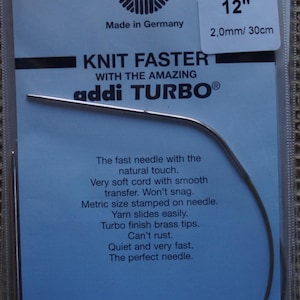 12"
2,0mm/ 30cm
Made in Germany
KNIT FASTER
WITH THE AMAZING
addi TURBO®
The fast needle with the
natural touch.
Very soft cord with smooth
transfer. Won't snag.
Metric size stamped on needle.
Yarn slides easily.
Turbo finish brass tips.
Can't rust.
Quiet and very fast.
The perfect needle.